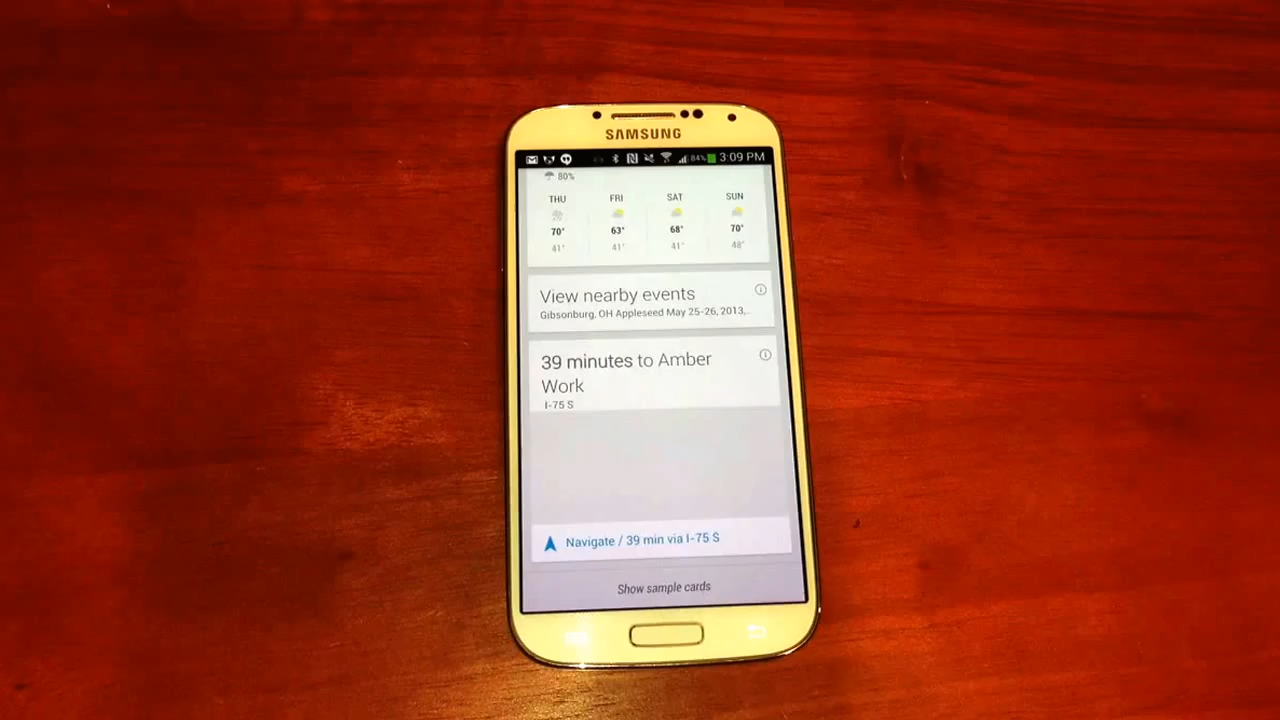 SAMSUNG
84% 3:09 PM
80%
THU FRI SAT SUN
70° 63° 68° 70°
41° 41° 41° 48°
View nearby events
Gibsonburg, OH Appleseed May 25-26, 2013,..
39 minutes to Amber
Work
I-75 S
Navigate / 39 min via I-75 S
Show sample cards